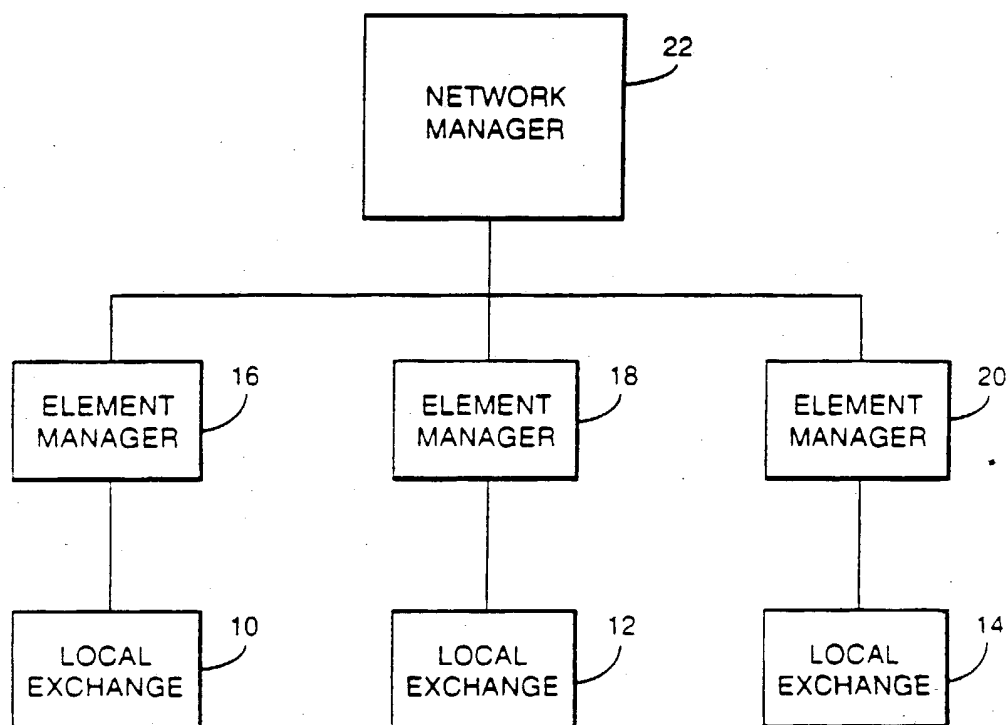 22
NETWORK
MANAGER
16
ELEMENT
MANAGER
18
ELEMENT
MANAGER
20
ELEMENT
MANAGER
10
LOCAL
EXCHANGE
12
LOCAL
EXCHANGE
14
LOCAL
EXCHANGE